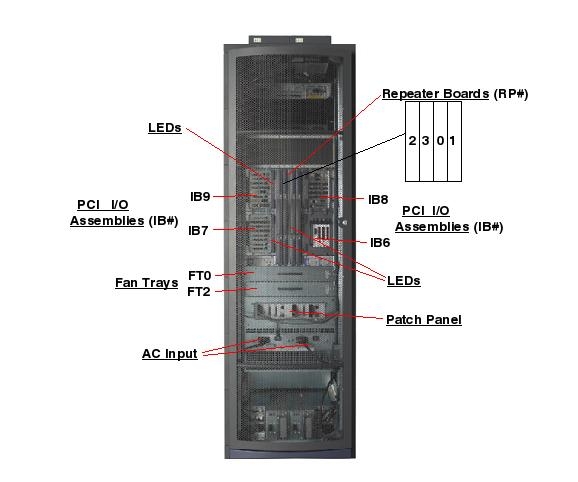 Repeater Boards (RP#)
LEDs
2 3 0 1
IB9
IB8
PCI I/O
Assemblies (IB#)
PCI I/O
Assemblies (IB#)
IB7
IB6
FT0
Fan Trays
FT2
LEDs
Patch Panel
AC Input